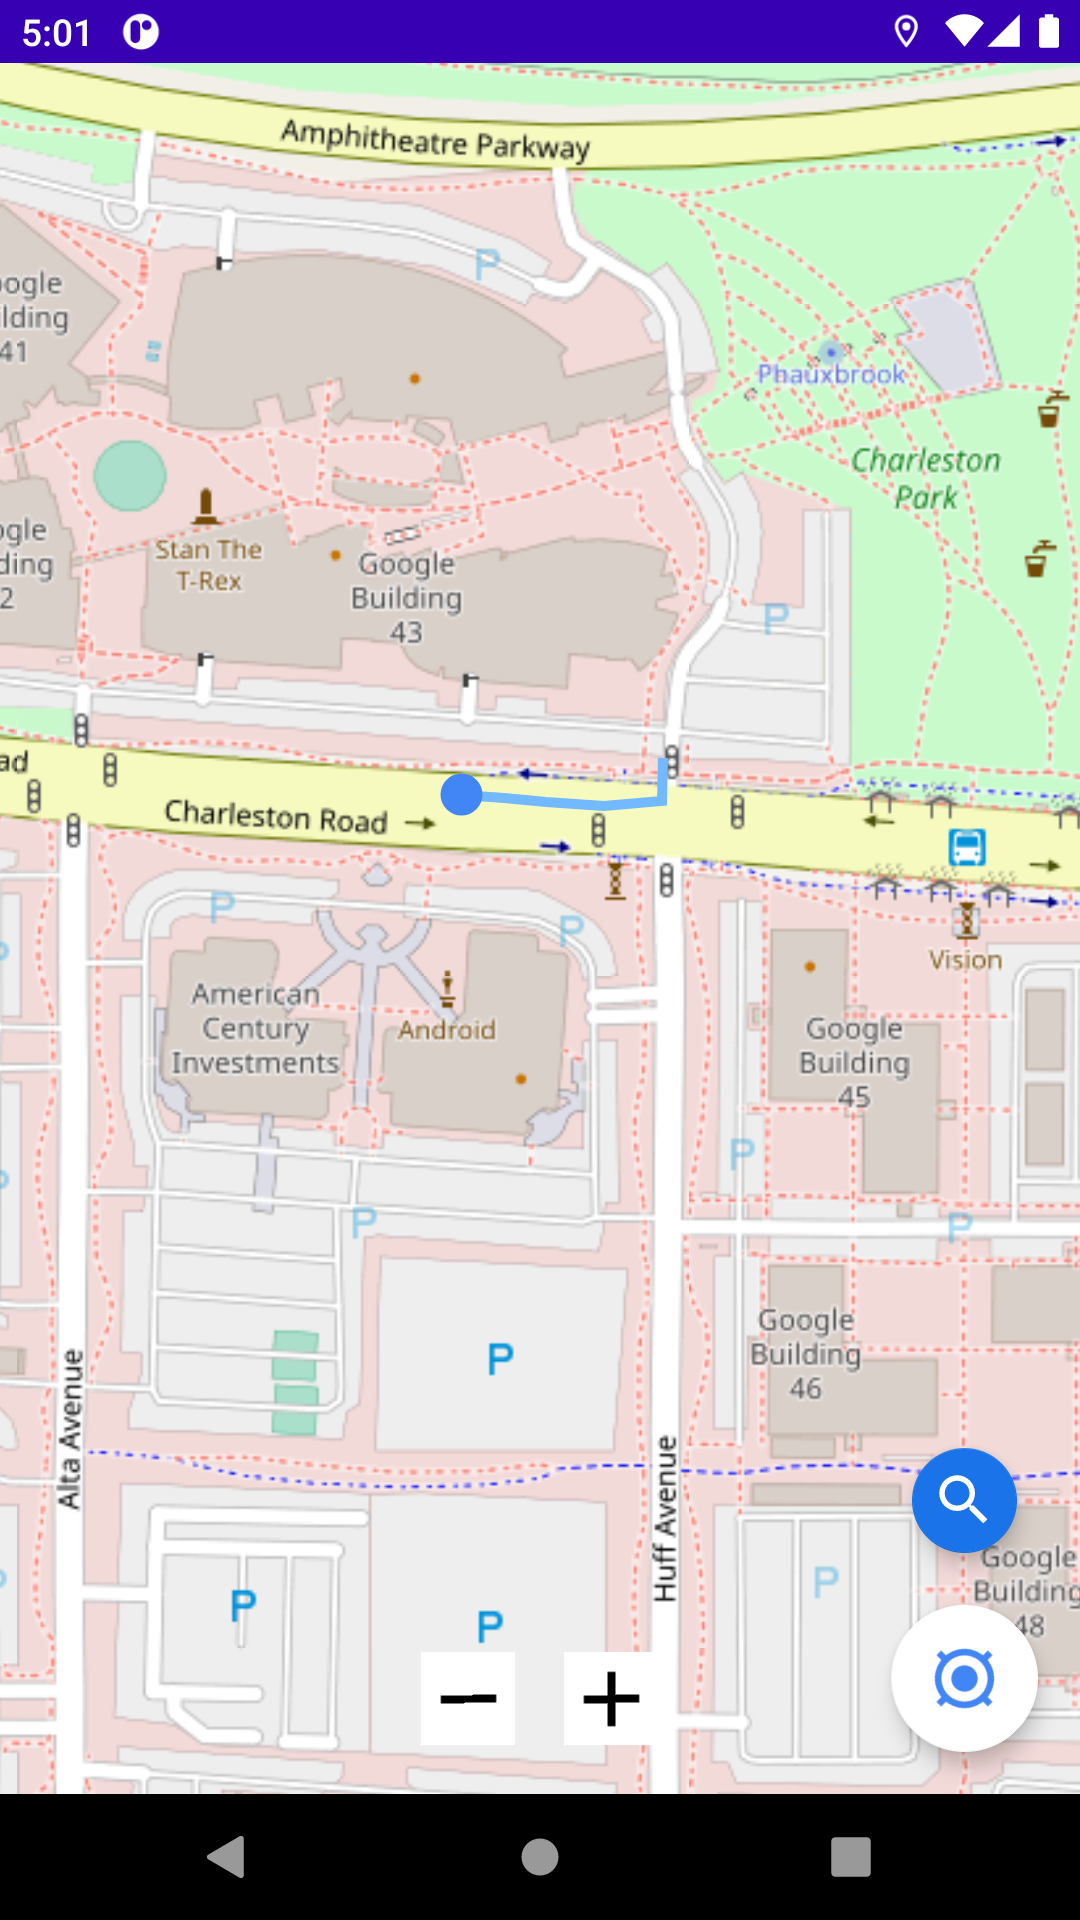 5:01
Amphitheatre Parkway
P
41
Phauxbrook
Charleston
Park
Stan The
T-Rex
Google
Building
43
P
Charleston Road
P
P
Vision
American
Century
Investments
Android
Google
Building
45
P
P
P
Google
Building
46
P
Alta Avenue
Huff Avenue
Google
Building
48
P
P
P